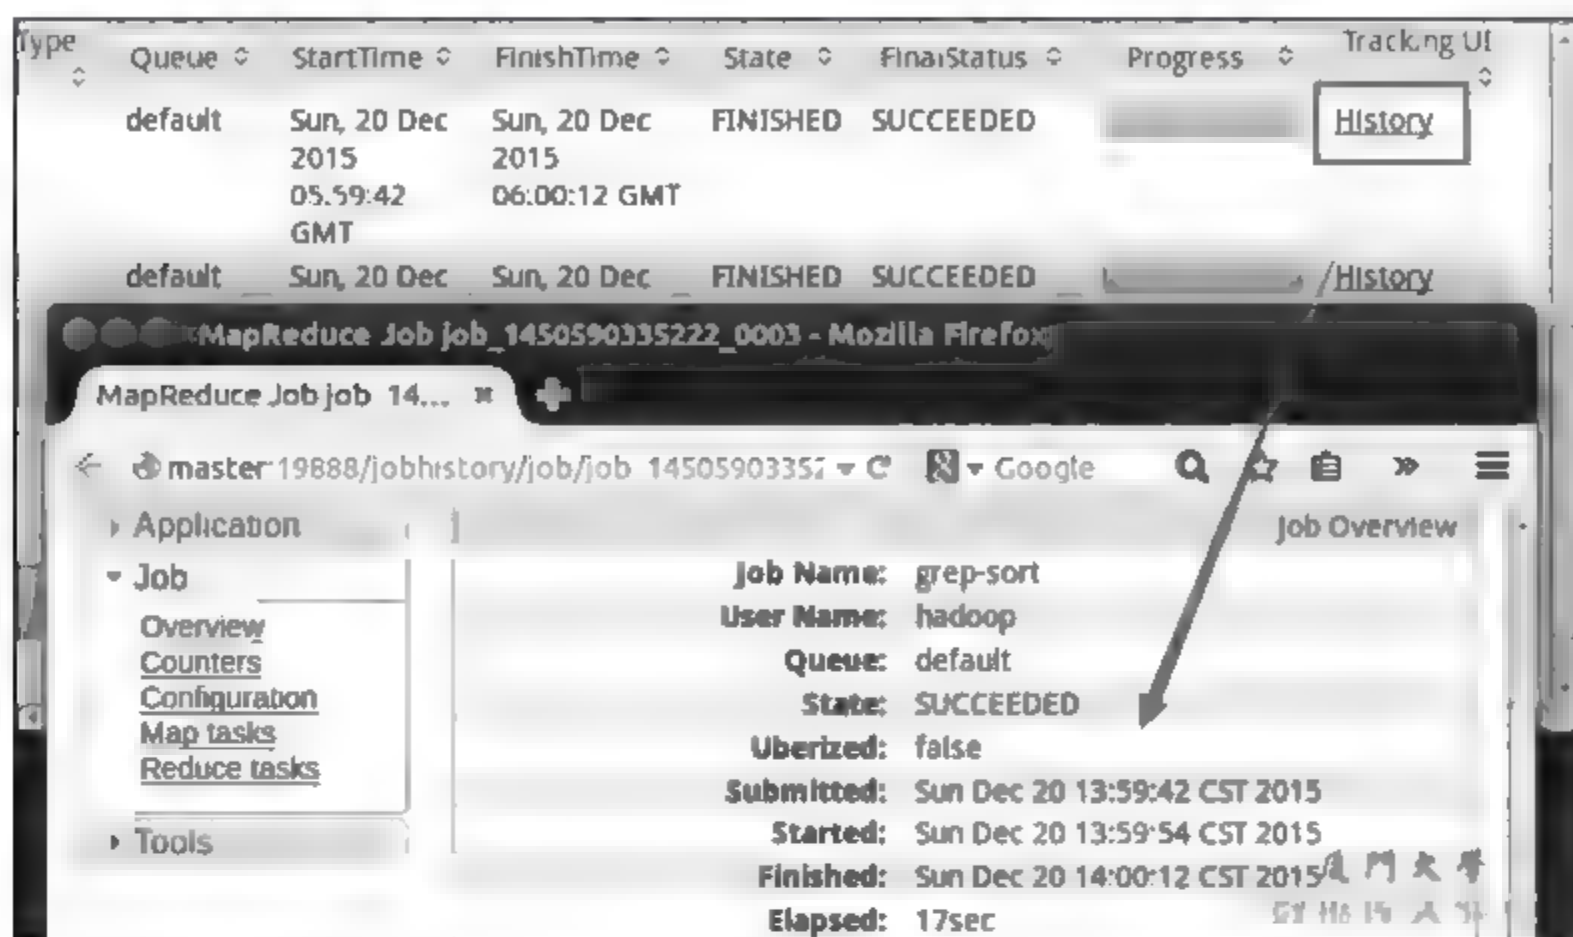 Type Queue StartTime FinishTime State FinalStatus Progress Tracking UI
default Sun, 20 Dec 2015 05:59:42 GMT Sun, 20 Dec 2015 06:00:12 GMT FINISHED SUCCEEDED History
default Sun, 20 Dec Sun, 20 Dec FINISHED SUCCEEDED History
MapReduce Job job_1450590335222_0003 - Mozilla Firefox
MapReduce Job job_14...
master:19888/jobhistory/job/job_14505903352 Google
Application
Job
Overview
Counters
Configuration
Map tasks
Reduce tasks
Tools
Job Overview
Job Name: grep-sort
User Name: hadoop
Queue: default
State: SUCCEEDED
Uberized: false
Submitted: Sun Dec 20 13:59:42 CST 2015
Started: Sun Dec 20 13:59:54 CST 2015
Finished: Sun Dec 20 14:00:12 CST 2015
Elapsed: 17sec